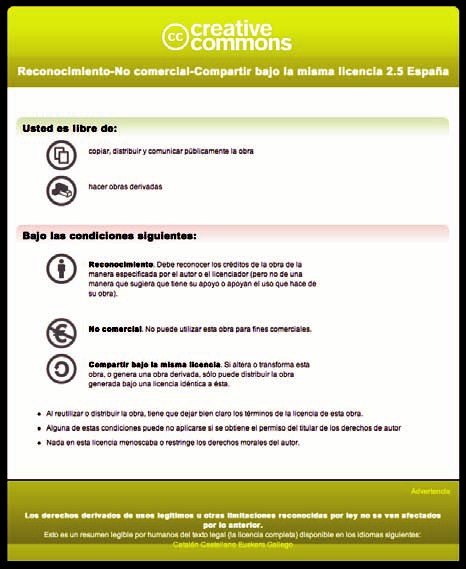 cc creative
commons
Reconocimiento-No comercial-Compartir bajo la misma licencia 2.5 España
Usted es libre de:
copiar, distribuir y comunicar públicamente la obra
hacer obras derivadas
Bajo las condiciones siguientes:
Reconocimiento. Debe reconocer los créditos de la obra de la
manera especificada por el autor o el licenciador (pero no de una
manera que sugiera que tiene su apoyo o apoyan el uso que hace de
su obra).
No comercial. No puede utilizar esta obra para fines comerciales.
Compartir bajo la misma licencia. Si altera o transforma esta
obra, o genera una obra derivada, sólo puede distribuir la obra
generada bajo una licencia idéntica a ésta.
• Al reutilizar o distribuir la obra, tiene que dejar bien claro los términos de la licencia de esta obra.
• Alguna de estas condiciones puede no aplicarse si se obtiene el permiso del titular de los derechos de autor
• Nada en esta licencia menoscaba o restringe los derechos morales del autor.
Advertencia
Los derechos derivados de usos legítimos u otras limitaciones reconocidas por ley no se ven afectados
por lo anterior.
Esto es un resumen legible por humanos del texto legal (la licencia completa) disponible en los idiomas siguientes:
Catalán Castellano Euskera Gallego